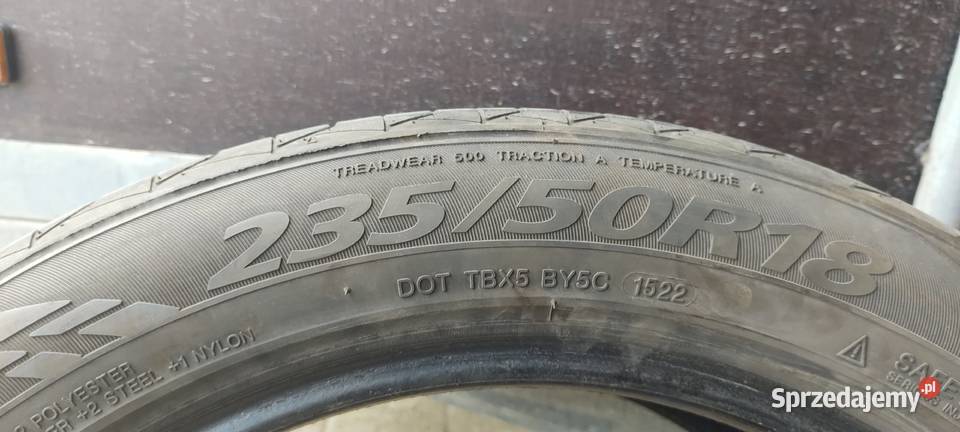 TREADWEAR 500 TRACTION A TEMPERATURE A
235/50R18
DOT TBX5 BY5C 1522
POLYESTER
+2 STEEL +1 NYLON
Sprzedajemy.pl